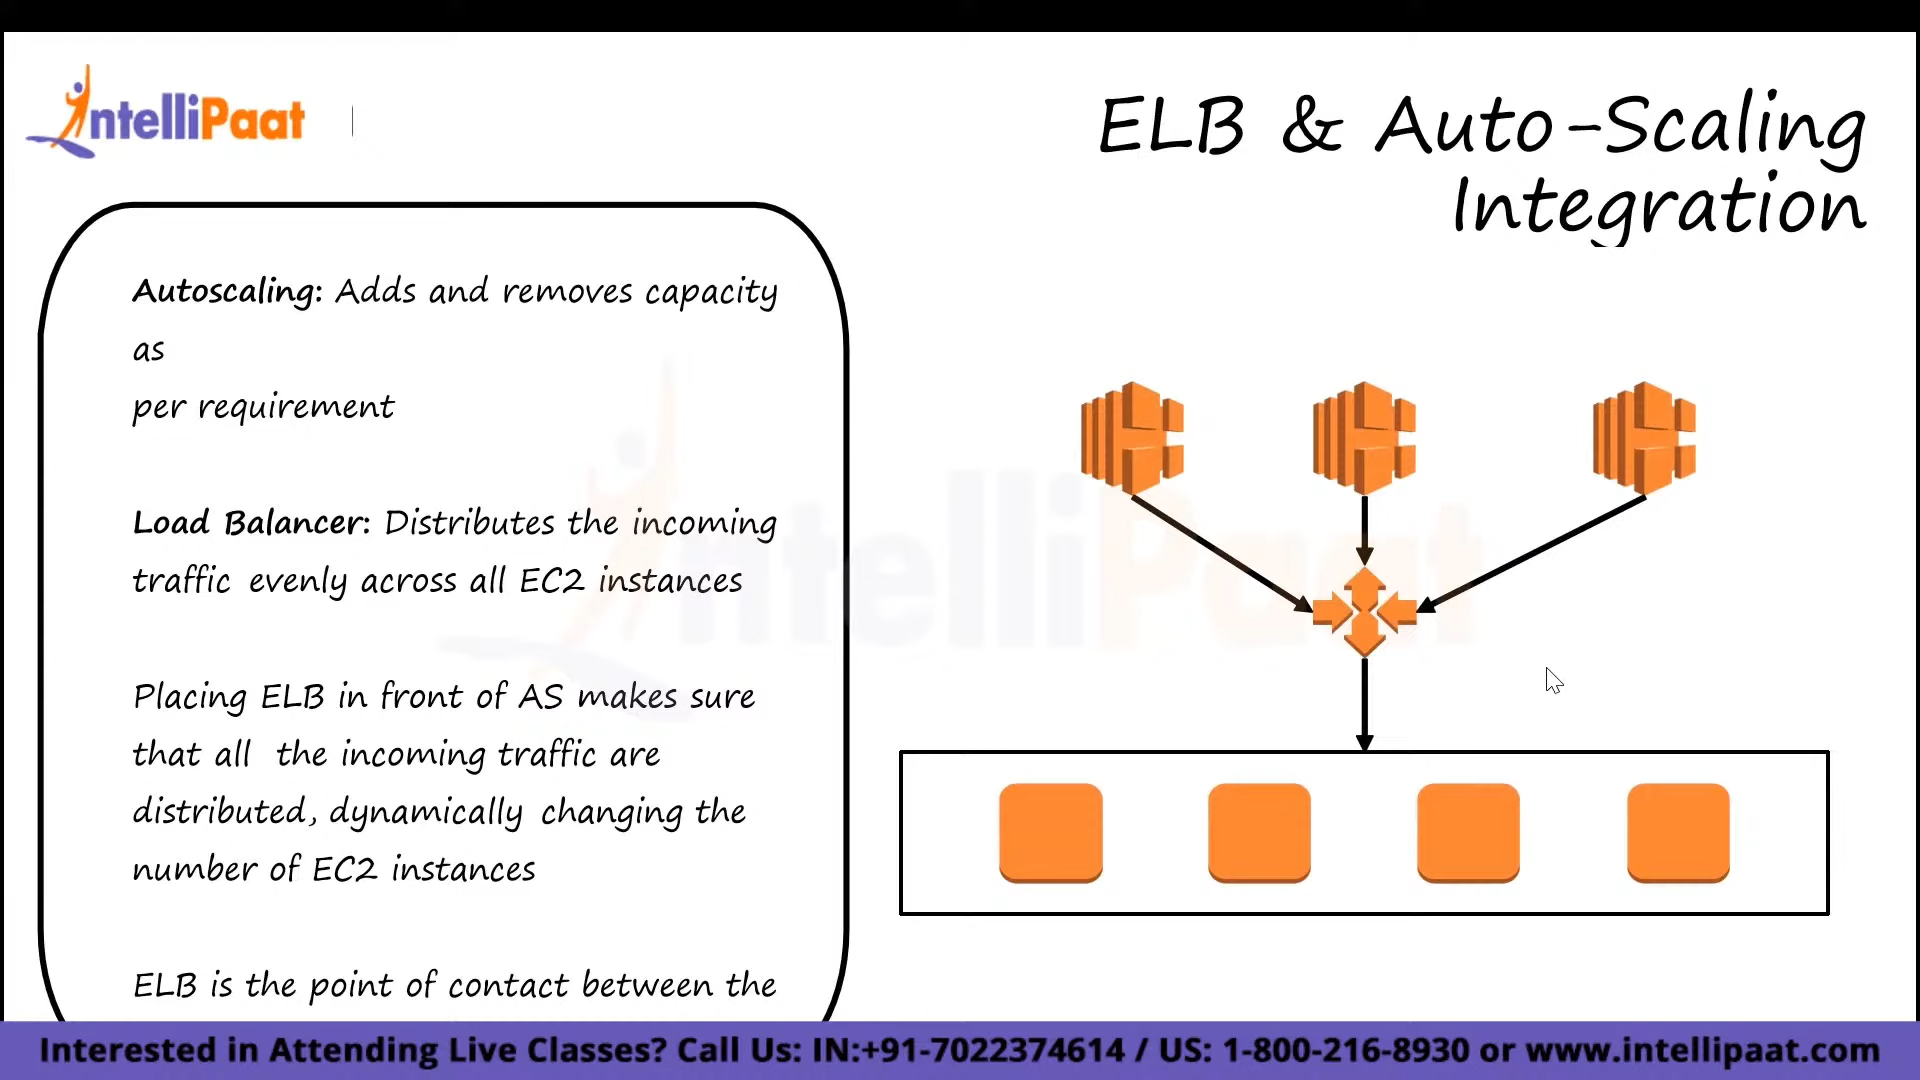 IntelliPaat
ELB & Auto-Scaling
Integration
Autoscaling: Adds and removes capacity
as
per requirement
Load Balancer: Distributes the incoming
traffic evenly across all EC2 instances
Placing ELB in front of AS makes sure
that all the incoming traffic are
distributed, dynamically changing the
number of EC2 instances
ELB is the point of contact between the
IntelliPaat
Interested in Attending Live Classes? Call Us: IN:+91-7022374614 / US: 1-800-216-8930 or www.intellipaat.com